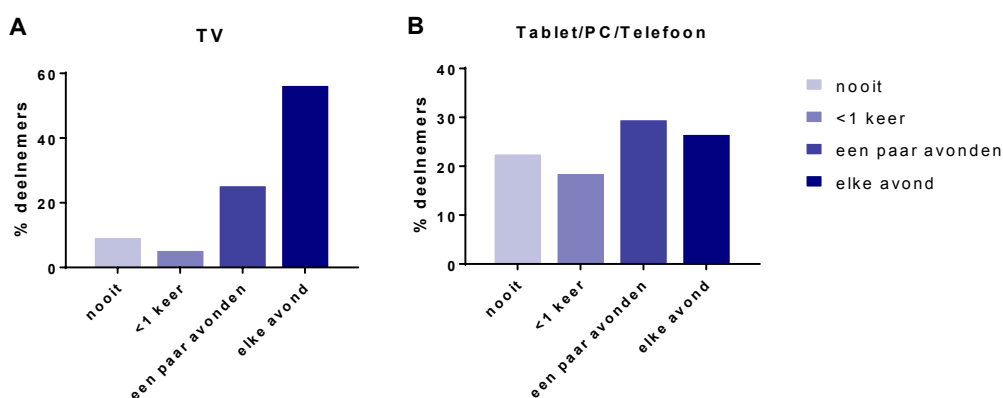 A
TV
% deelnemers
60
40
20
0
nooit
<1 keer
een paar avonden
elke avond
B
Tablet/PC/Telefoon
% deelnemers
40
30
20
10
0
nooit
<1 keer
een paar avonden
elke avond
nooit
<1 keer
een paar avonden
elke avond